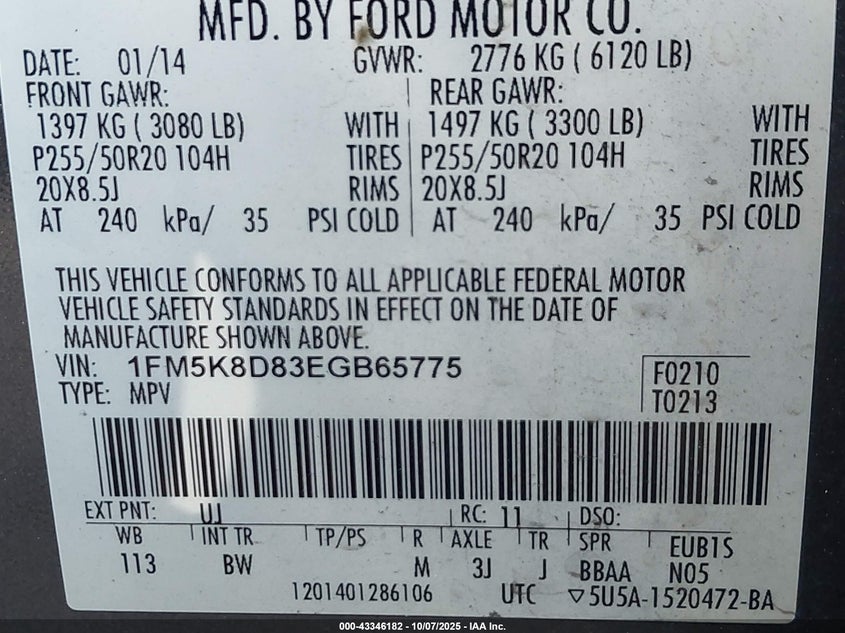 MFD. BY FORD MOTOR CO.
DATE: 01/14 GVWR: 2776 KG ( 6120 LB)
FRONT GAWR: REAR GAWR:
1397 KG ( 3080 LB) WITH 1497 KG ( 3300 LB) WITH
P255/50R20 104H TIRES P255/50R20 104H TIRES
20X8.5J RIMS 20X8.5J RIMS
AT 240 kPa/ 35 PSI COLD AT 240 kPa/ 35 PSI COLD
THIS VEHICLE CONFORMS TO ALL APPLICABLE FEDERAL MOTOR
VEHICLE SAFETY STANDARDS IN EFFECT ON THE DATE OF
MANUFACTURE SHOWN ABOVE.
VIN: 1FM5K8D83EGB65775 F0210
TYPE: MPV T0213
EXT PNT: UJ RC: 11 DSO:
WB INT TR TP/PS R AXLE TR SPR EUB1S
113 BW M 3J J BBAA N05
1201401286106 UTC ▽5U5A-1520472-BA
000-43346182 - 10/07/2025 - IAA Inc.